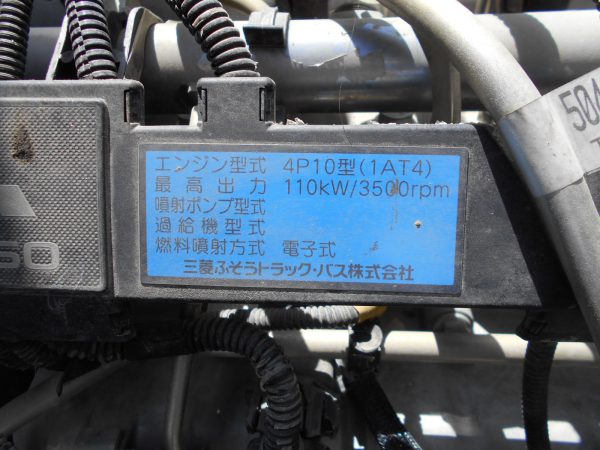 エンジン型式 4P10型(1AT4)
最高出力 110kW/3500rpm
噴射ポンプ型式
過給機型式
燃料噴射方式 電子式
三菱ふそうトラック・バス株式会社
504
50